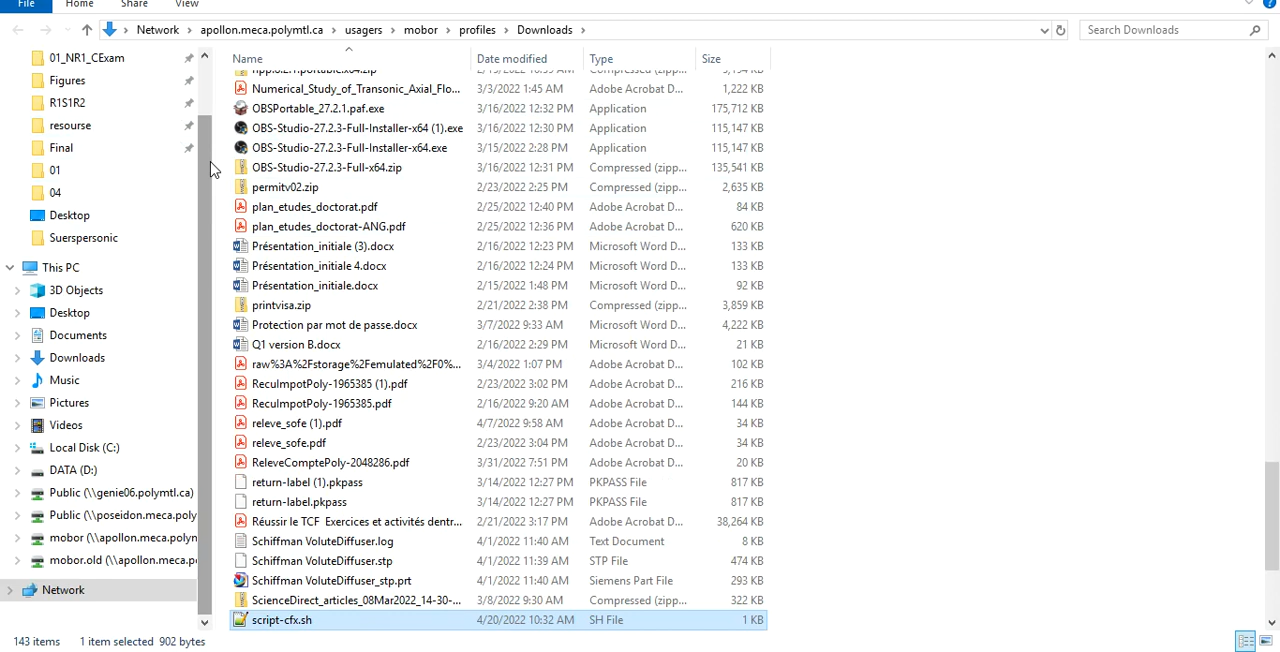 File Home Share View
Network › apollon.meca.polymtl.ca › usagers › mobor › profiles › Downloads ›
Search Downloads
01_NR1_CExam
Figures
R1S1R2
resourse
Final
01
04
Desktop
Suerspersonic
This PC
3D Objects
Desktop
Documents
Downloads
Music
Pictures
Videos
Local Disk (C:)
DATA (D:)
Public (\\genie06.polymtl.ca)
Public (\\poseidon.meca.poly
mobor (\\apollon.meca.polyn
mobor.old (\\apollon.meca.po
Network
Name Date modified Type Size
Numerical_Study_of_Transonic_Axial_Flo... 3/3/2022 1:45 AM Adobe Acrobat D... 1,222 KB
OBSPortable_27.2.1.paf.exe 3/16/2022 12:32 PM Application 175,712 KB
OBS-Studio-27.2.3-Full-Installer-x64 (1).exe 3/16/2022 12:30 PM Application 115,147 KB
OBS-Studio-27.2.3-Full-Installer-x64.exe 3/15/2022 2:28 PM Application 115,147 KB
OBS-Studio-27.2.3-Full-x64.zip 3/16/2022 12:31 PM Compressed (zipp... 135,541 KB
permitv02.zip 2/23/2022 2:25 PM Compressed (zipp... 2,635 KB
plan_etudes_doctorat.pdf 2/25/2022 12:40 PM Adobe Acrobat D... 84 KB
plan_etudes_doctorat-ANG.pdf 2/25/2022 12:36 PM Adobe Acrobat D... 620 KB
Présentation_initiale (3).docx 2/16/2022 12:23 PM Microsoft Word D... 133 KB
Présentation_initiale 4.docx 2/16/2022 12:24 PM Microsoft Word D... 133 KB
Présentation_initiale.docx 2/15/2022 1:48 PM Microsoft Word D... 92 KB
printvisa.zip 2/21/2022 2:38 PM Compressed (zipp... 3,859 KB
Protection par mot de passe.docx 3/7/2022 9:33 AM Microsoft Word D... 4,222 KB
Q1 version B.docx 2/16/2022 2:29 PM Microsoft Word D... 21 KB
raw%3A%2Fstorage%2Femulated%2F0%... 3/4/2022 1:07 PM Adobe Acrobat D... 102 KB
RecuImpotPoly-1965385 (1).pdf 2/23/2022 3:02 PM Adobe Acrobat D... 216 KB
RecuImpotPoly-1965385.pdf 2/16/2022 9:20 AM Adobe Acrobat D... 144 KB
releve_sofe (1).pdf 4/7/2022 9:58 AM Adobe Acrobat D... 34 KB
releve_sofe.pdf 2/23/2022 3:04 PM Adobe Acrobat D... 34 KB
ReleveComptePoly-2048286.pdf 3/31/2022 7:51 PM Adobe Acrobat D... 20 KB
return-label (1).pkpass 3/14/2022 12:27 PM PKPASS File 817 KB
return-label.pkpass 3/14/2022 12:27 PM PKPASS File 817 KB
Réussir le TCF Exercices et activités dentr... 2/21/2022 3:17 PM Adobe Acrobat D... 38,264 KB
Schiffman VoluteDiffuser.log 4/1/2022 11:40 AM Text Document 8 KB
Schiffman VoluteDiffuser.stp 4/1/2022 11:39 AM STP File 474 KB
Schiffman VoluteDiffuser_stp.prt 4/1/2022 11:40 AM Siemens Part File 293 KB
ScienceDirect_articles_08Mar2022_14-30-... 3/8/2022 9:30 AM Compressed (zipp... 322 KB
script-cfx.sh 4/20/2022 10:32 AM SH File 1 KB
143 items 1 item selected 902 bytes